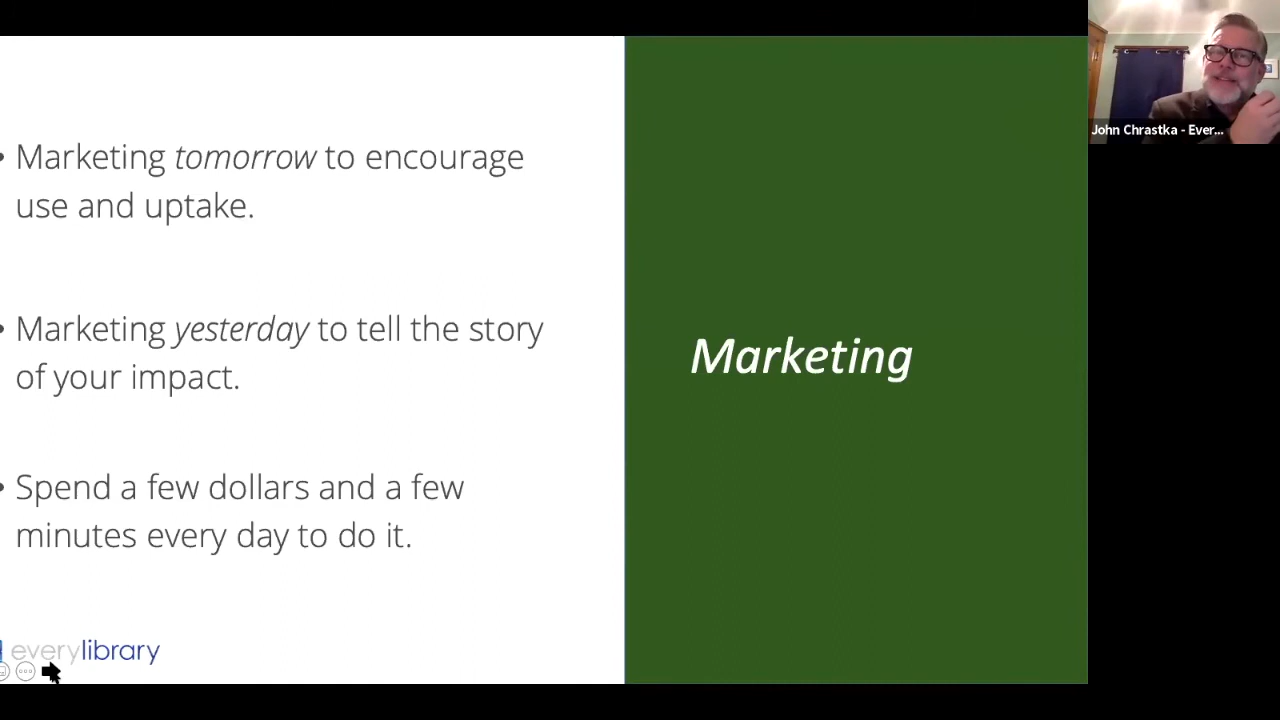 • Marketing tomorrow to encourage
use and uptake.
• Marketing yesterday to tell the story
of your impact.
• Spend a few dollars and a few
minutes every day to do it.
everylibrary
Marketing
John Chrastka - Ever...